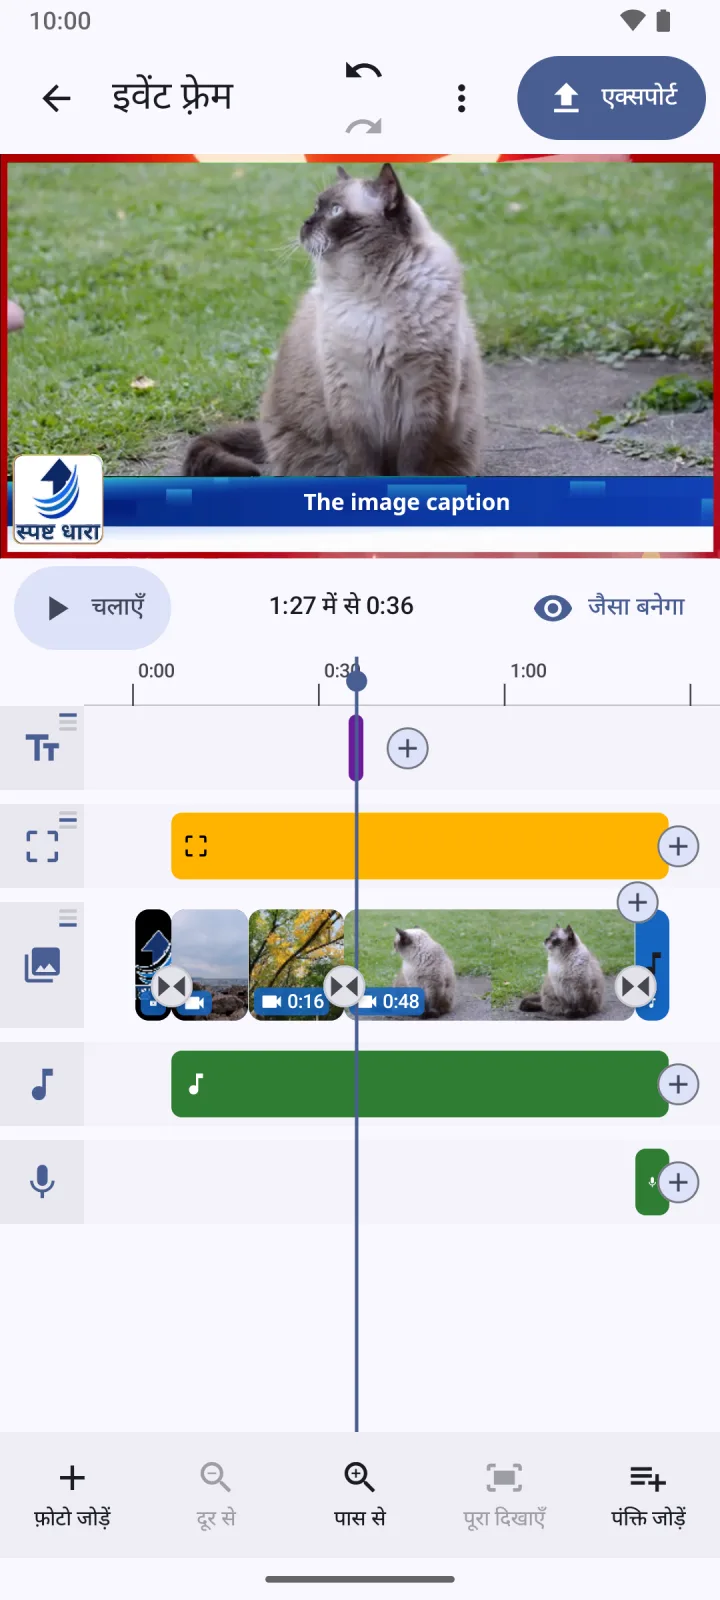 10:00
इवेंट फ़्रेम
एक्सपोर्ट
The image caption
स्पष्ट धारा
चलाएँ
1:27 में से 0:36
जैसा बनेगा
0:00
0:30
1:00
0:16
0:48
फ़ोटो जोड़ें
दूर से
पास से
पूरा दिखाएँ
पंक्ति जोड़ें